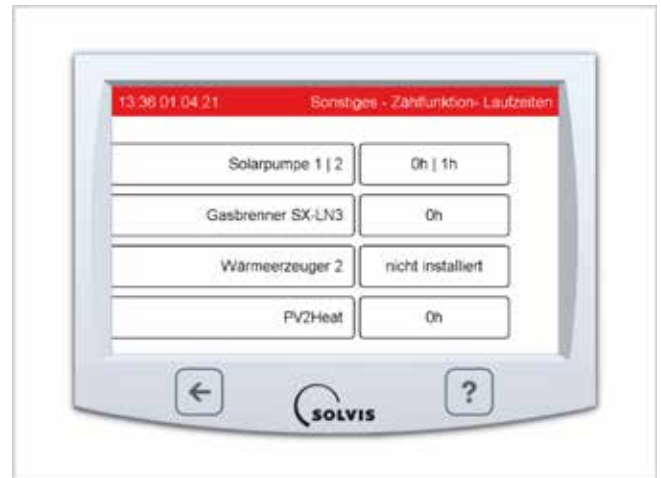 13:36 01.04.21 Sonstiges - Zählfunktion- Laufzeiten
Solarpumpe 1 | 2 0h | 1h
Gasbrenner SX-LN3 0h
Wärmeerzeuger 2 nicht installiert
PV2Heat 0h
?
SOLVIS